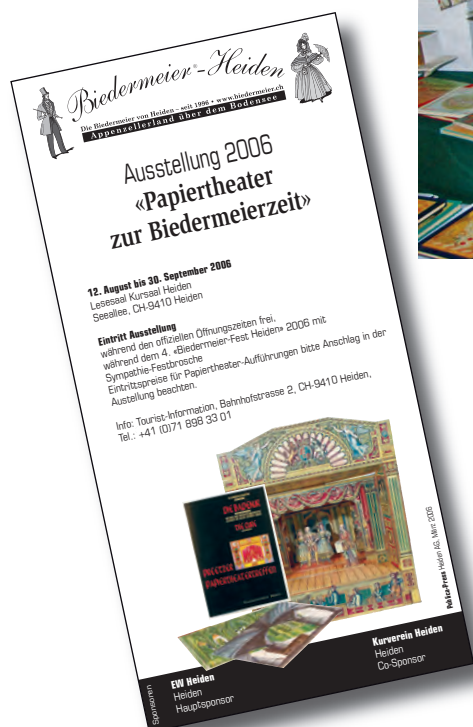 Biedermeier®-Heiden
Die Biedermeier von Heiden – seit 1996 • www.biedermeier.ch
Appenzellerland über dem Bodensee
Ausstellung 2006
«Papiertheater
zur Biedermeierzeit»
12. August bis 30. September 2006
Lesesaal Kursaal Heiden
Seeallee, CH-9410 Heiden
Eintritt Ausstellung
während den offiziellen Öffnungszeiten frei,
während dem 4. «Biedermeier-Fest Heiden» 2006 mit
Sympathie-Festbrosche
Eintrittspreise für Papiertheater-Aufführungen bitte Anschlag in der
Austellung beachten.
Info: Tourist-Information, Bahnhofstrasse 2, CH-9410 Heiden,
Tel.: +41 (0)71 898 33 01
PAPIERTHEATERTREFFEN
Publica-Press Heiden AG, März 2006
Sponsoren
EW Heiden
Heiden
Hauptsponsor
Kurverein Heiden
Heiden
Co-Sponsor